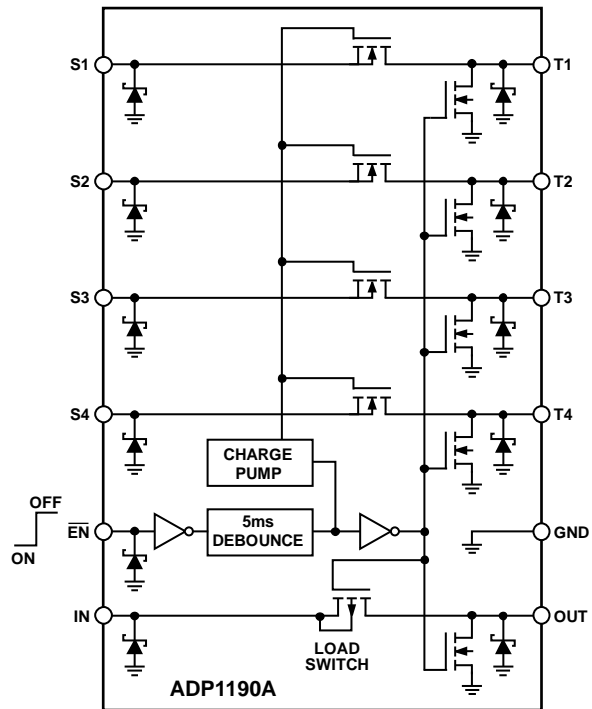 S1
T1
S2
T2
S3
T3
S4
T4
CHARGE
PUMP
OFF
ON
EN
5ms
DEBOUNCE
GND
IN
OUT
LOAD
SWITCH
ADP1190A